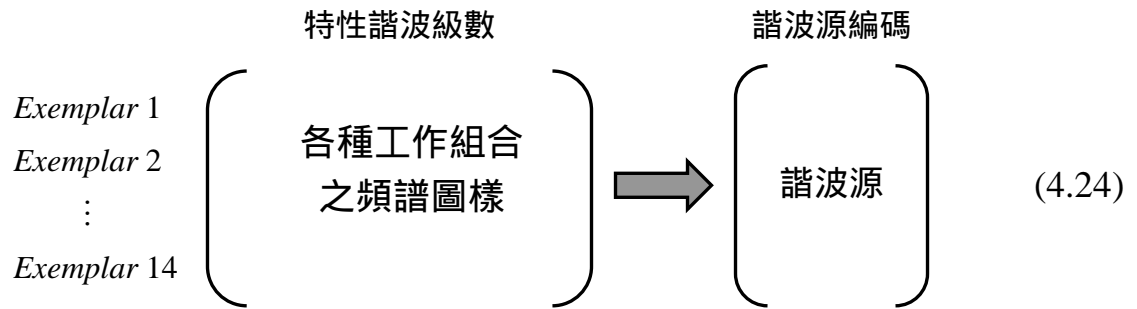 特性諧波級數 諧波源編碼
Exemplar 1
Exemplar 2
⋮
Exemplar 14
各種工作組合
之頻譜圖樣
諧波源
(4.24)